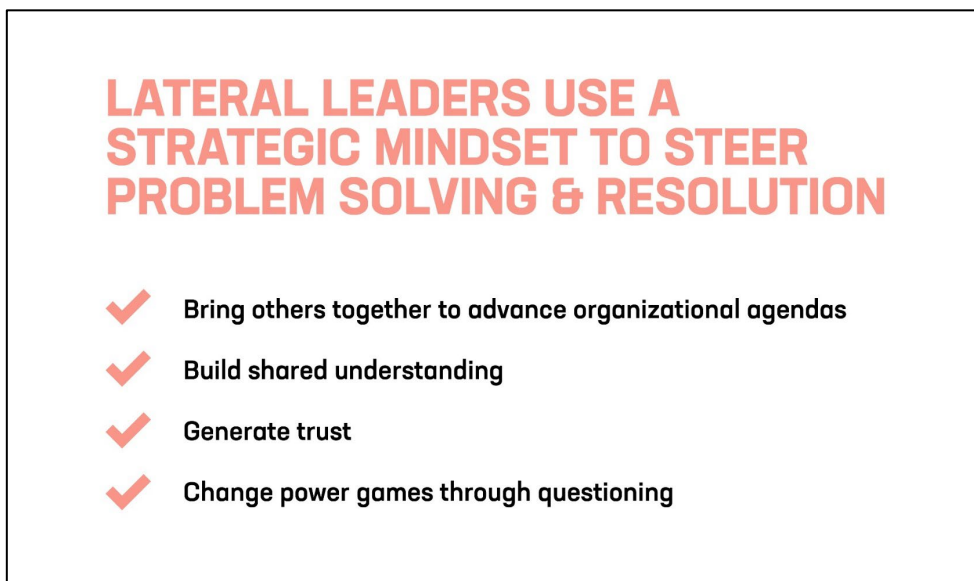 LATERAL LEADERS USE A
STRATEGIC MINDSET TO STEER
PROBLEM SOLVING & RESOLUTION
Bring others together to advance organizational agendas
Build shared understanding
Generate trust
Change power games through questioning